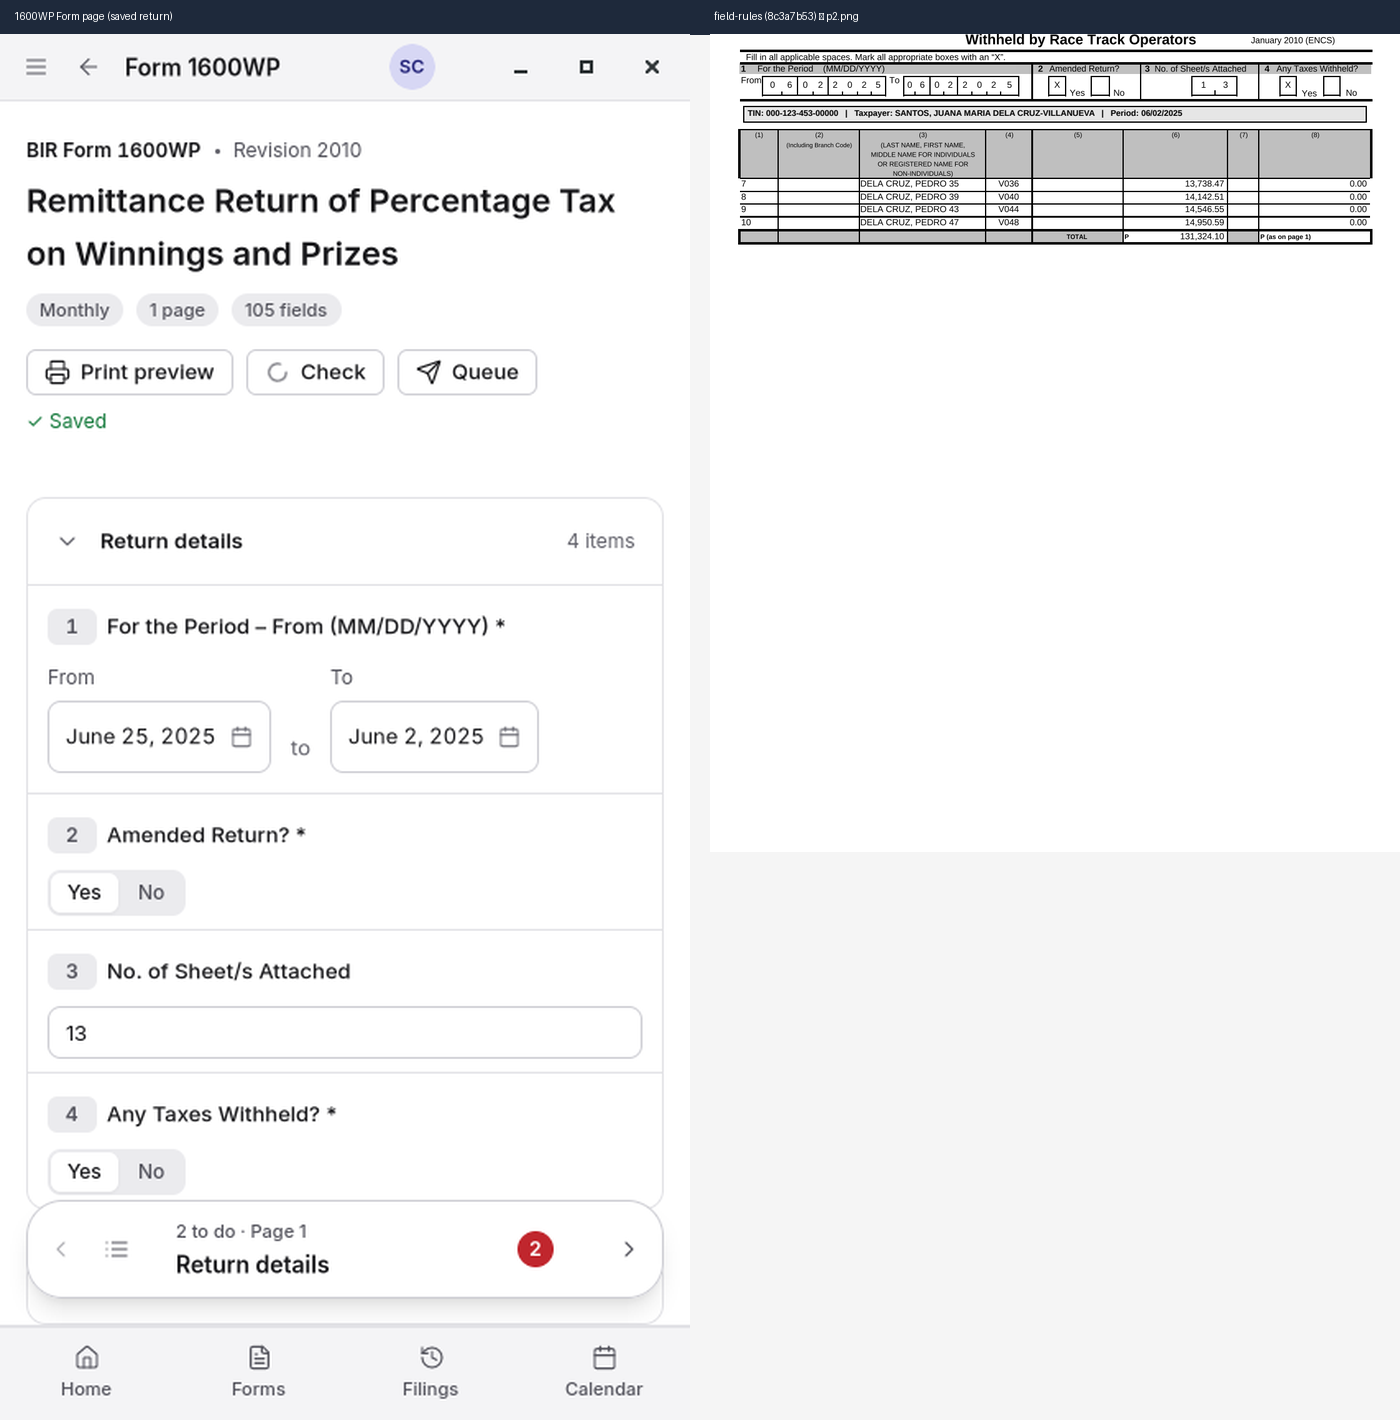 1600WP Form page (saved return)
Form 1600WP
SC
BIR Form 1600WP • Revision 2010
Remittance Return of Percentage Tax
on Winnings and Prizes
Monthly
1 page
105 fields
Print preview
Check
Queue
✓ Saved
Return details
4 items
1 For the Period – From (MM/DD/YYYY) *
From To
June 25, 2025 to June 2, 2025
2 Amended Return? *
Yes No
3 No. of Sheet/s Attached
13
4 Any Taxes Withheld? *
Yes No
2 to do · Page 1
Return details
2
Home Forms Filings Calendar
field-rules (8c3a7b53) p2.png
Withheld by Race Track Operators
January 2010 (ENCS)
Fill in all applicable spaces. Mark all appropriate boxes with an "X".
1 For the Period (MM/DD/YYYY) 2 Amended Return? 3 No. of Sheet/s Attached 4 Any Taxes Withheld?
From 0 6 0 2 2 0 2 5 To 0 6 0 2 2 0 2 5 X Yes No 1 3 X Yes No
TIN: 000-123-453-00000 | Taxpayer: SANTOS, JUANA MARIA DELA CRUZ-VILLANUEVA | Period: 06/02/2025
(1) (2) (3) (4) (5) (6) (7) (8)
(Including Branch Code)
(LAST NAME, FIRST NAME,
MIDDLE NAME FOR INDIVIDUALS
OR REGISTERED NAME FOR
NON-INDIVIDUALS)
7 DELA CRUZ, PEDRO 35 V036 13,738.47 0.00
8 DELA CRUZ, PEDRO 39 V040 14,142.51 0.00
9 DELA CRUZ, PEDRO 43 V044 14,546.55 0.00
10 DELA CRUZ, PEDRO 47 V048 14,950.59 0.00
TOTAL P 131,324.10 P (as on page 1)